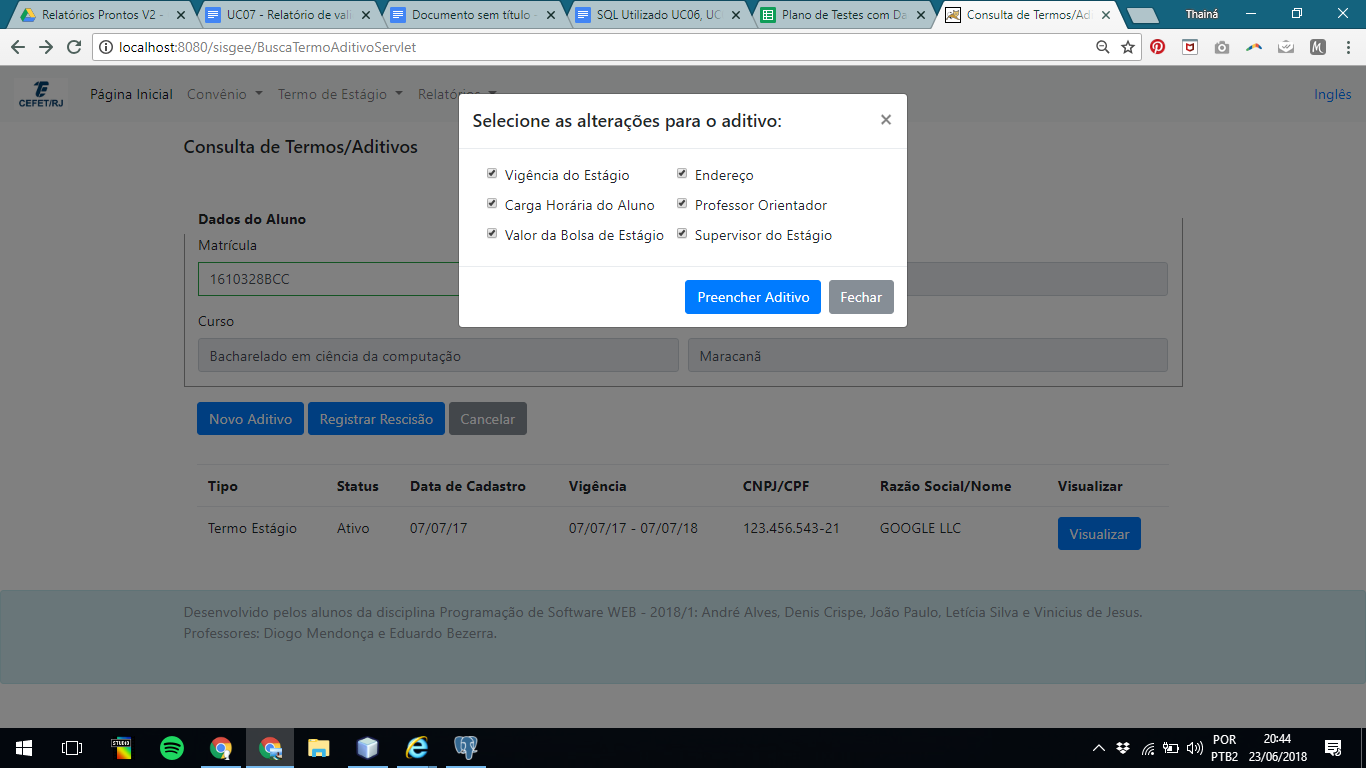 Relatórios Prontos V2 -
UC07 - Relatório de vali
Documento sem título -
SQL Utilizado UC06, UC
Plano de Testes com Da
Consulta de Termos/Adi
Thainá
localhost:8080/sisgee/BuscaTermoAditivoServlet
CEFET/RJ
Página Inicial Convênio Termo de Estágio Relatórios Inglês
Selecione as alterações para o aditivo: ×
Consulta de Termos/Aditivos
Vigência do Estágio Endereço
Carga Horária do Aluno Professor Orientador
Valor da Bolsa de Estágio Supervisor do Estágio
Preencher Aditivo Fechar
Dados do Aluno
Matrícula
1610328BCC
Curso
Bacharelado em ciência da computação Maracanã
Novo Aditivo Registrar Rescisão Cancelar
Tipo Status Data de Cadastro Vigência CNPJ/CPF Razão Social/Nome Visualizar
Termo Estágio Ativo 07/07/17 07/07/17 - 07/07/18 123.456.543-21 GOOGLE LLC Visualizar
Desenvolvido pelos alunos da disciplina Programação de Software WEB - 2018/1: André Alves, Denis Crispe, João Paulo, Letícia Silva e Vinicius de Jesus.
Professores: Diogo Mendonça e Eduardo Bezerra.
STUDIO
POR 20:44
PTB2 23/06/2018